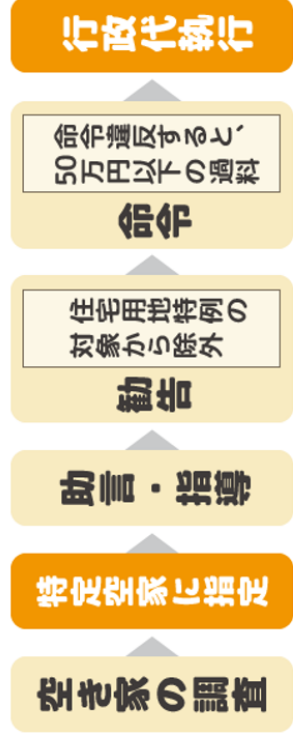 空き家の調査
特定空家に指定
助言・指導
勧告
住宅用地特例の
対象から除外
命令
命令違反すると、
50万円以下の過料
行政代執行